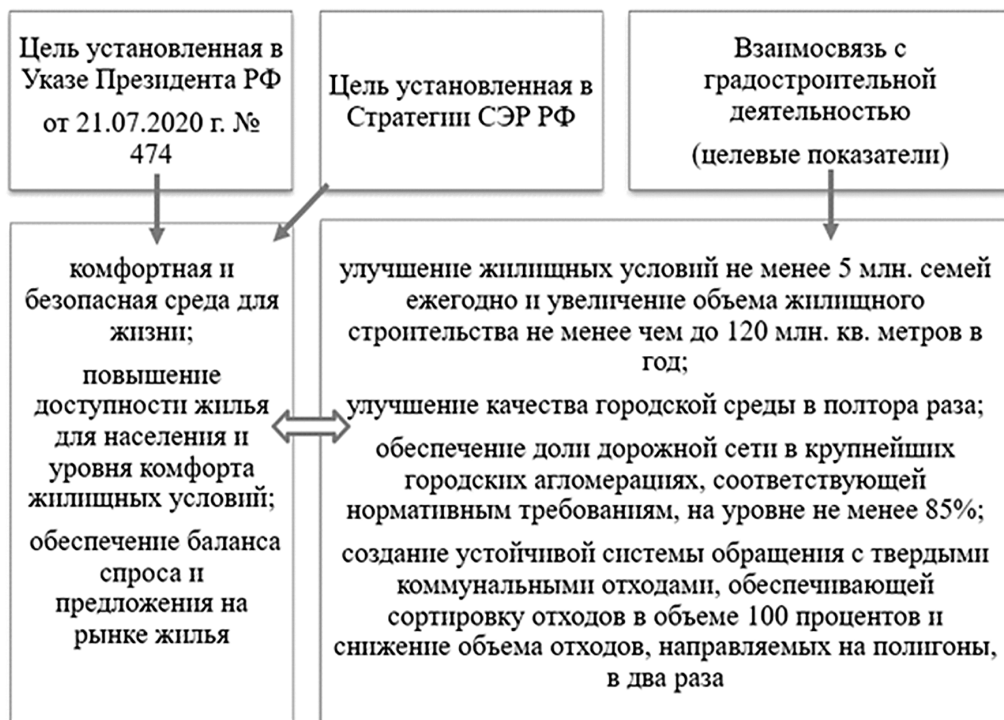 Цель установленная в
Указе Президента РФ
от 21.07.2020 г. №
474
Цель установленная в
Стратегии СЭР РФ
Взаимосвязь с
градостроительной
деятельностью
(целевые показатели)
комфортная и
безопасная среда для
жизни;
повышение
доступности жилья
для населения и
уровня комфорта
жилищных условий;
обеспечение баланса
спроса и
предложения на
рынке жилья
улучшение жилищных условий не менее 5 млн. семей
ежегодно и увеличение объема жилищного
строительства не менее чем до 120 млн. кв. метров в
год;
улучшение качества городской среды в полтора раза;
обеспечение доли дорожной сети в крупнейших
городских агломерациях, соответствующей
нормативным требованиям, на уровне не менее 85%;
создание устойчивой системы обращения с твердыми
коммунальными отходами, обеспечивающей
сортировку отходов в объеме 100 процентов и
снижение объема отходов, направляемых на полигоны,
в два раза